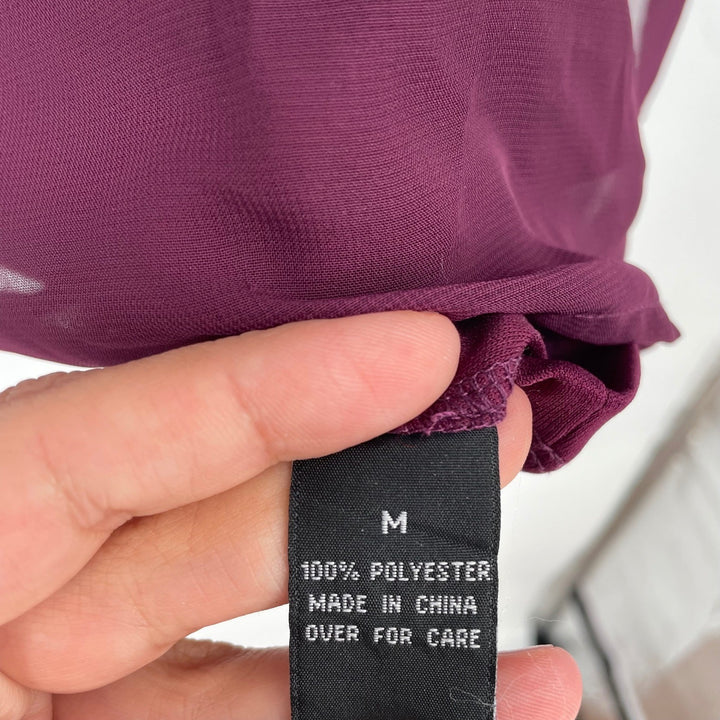 M
100% POLYESTER
MADE IN CHINA
OVER FOR CARE